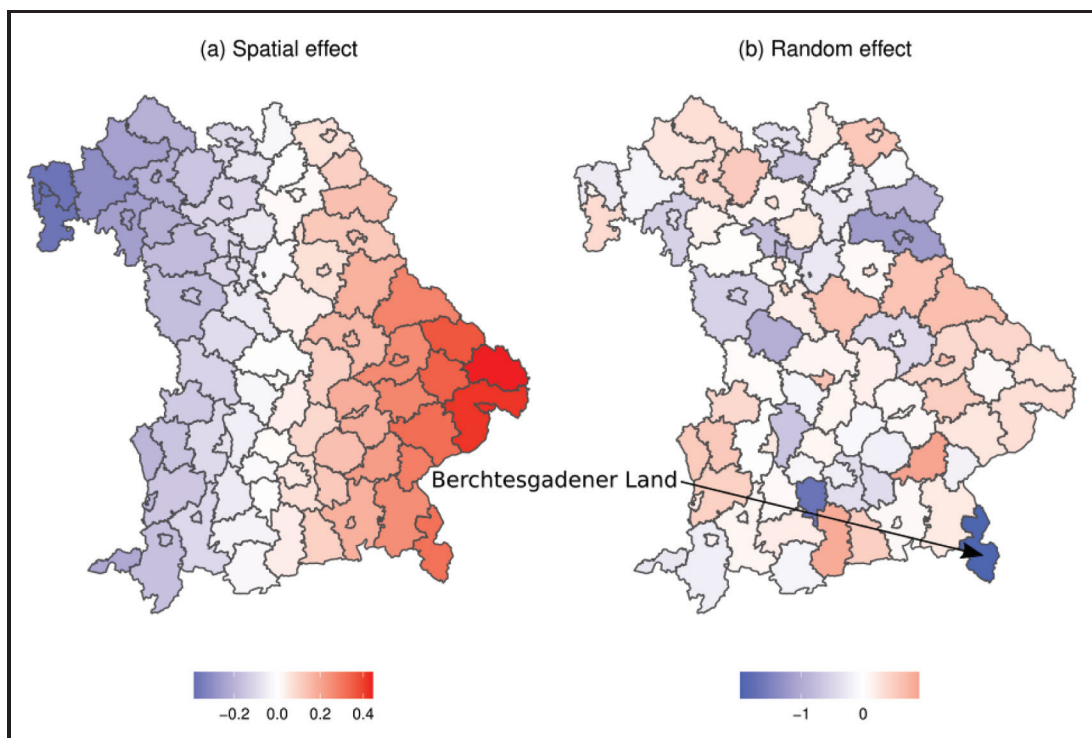 (a) Spatial effect
(b) Random effect
Berchtesgadener Land
−0.2 0.0 0.2 0.4
−1 0